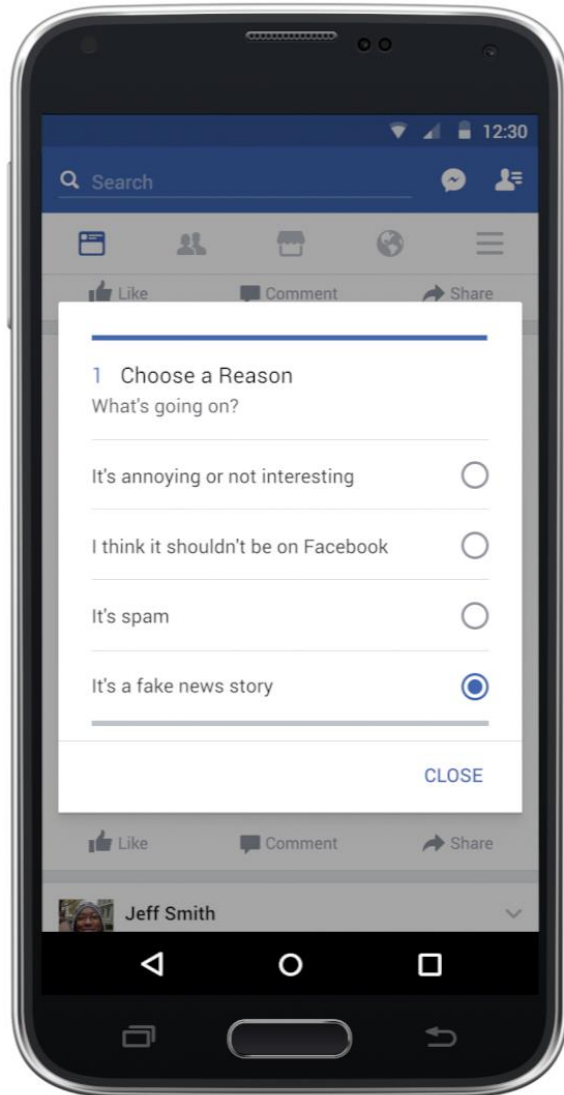 12:30
Search
Like Comment Share
1 Choose a Reason
What's going on?
It's annoying or not interesting
I think it shouldn't be on Facebook
It's spam
It's a fake news story
CLOSE
Like Comment Share
Jeff Smith